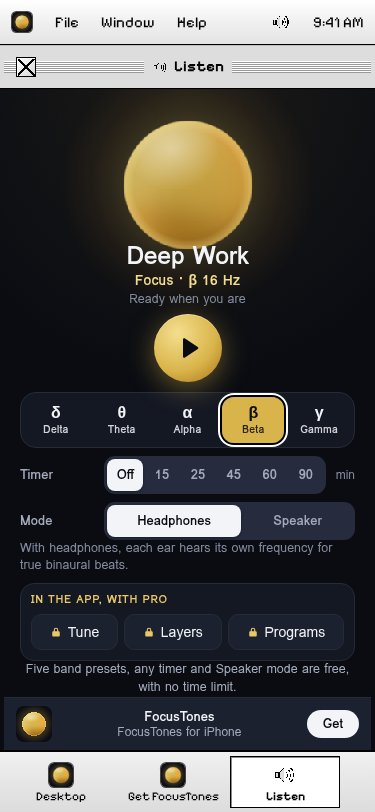 File Window Help 9:41 AM
Listen
Deep Work
Focus · β 16 Hz
Ready when you are
δ θ α β γ
Delta Theta Alpha Beta Gamma
Timer Off 15 25 45 60 90 min
Mode Headphones Speaker
With headphones, each ear hears its own frequency for
true binaural beats.
IN THE APP, WITH PRO
Tune Layers Programs
Five band presets, any timer and Speaker mode are free,
with no time limit.
FocusTones
FocusTones for iPhone
Get
Desktop Get FocusTones Listen